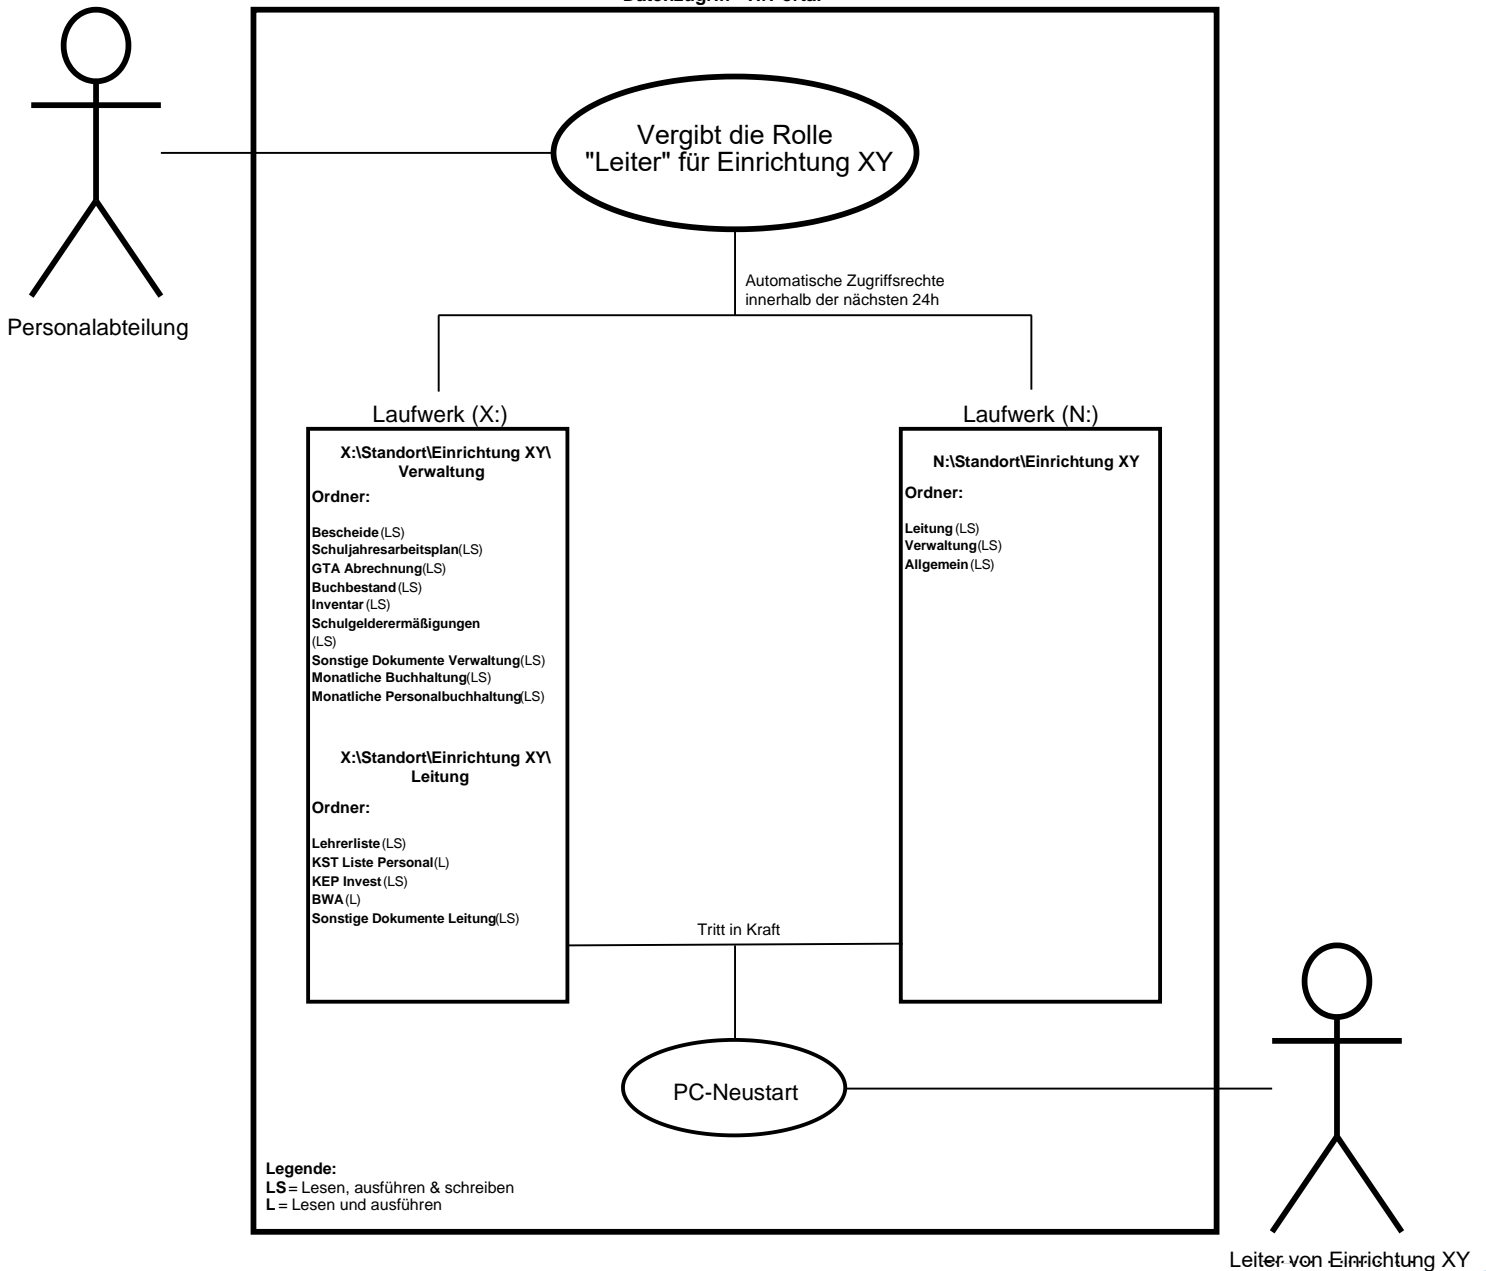 Vergibt die Rolle
"Leiter" für Einrichtung XY
Automatische Zugriffsrechte
innerhalb der nächsten 24h
Personalabteilung
Laufwerk (X:)
X:\Standort\Einrichtung XY\
Verwaltung
Ordner:
Bescheide (LS)
Schuljahresarbeitsplan(LS)
GTA Abrechnung(LS)
Buchbestand (LS)
Inventar (LS)
Schulgelderermäßigungen
(LS)
Sonstige Dokumente Verwaltung(LS)
Monatliche Buchhaltung(LS)
Monatliche Personalbuchhaltung(LS)
X:\Standort\Einrichtung XY\
Leitung
Ordner:
Lehrerliste (LS)
KST Liste Personal(L)
KEP Invest (LS)
BWA(L)
Sonstige Dokumente Leitung(LS)
Laufwerk (N:)
N:\Standort\Einrichtung XY
Ordner:
Leitung (LS)
Verwaltung(LS)
Allgemein (LS)
Tritt in Kraft
PC-Neustart
Legende:
LS = Lesen, ausführen & schreiben
L = Lesen und ausführen
Leiter von Einrichtung XY